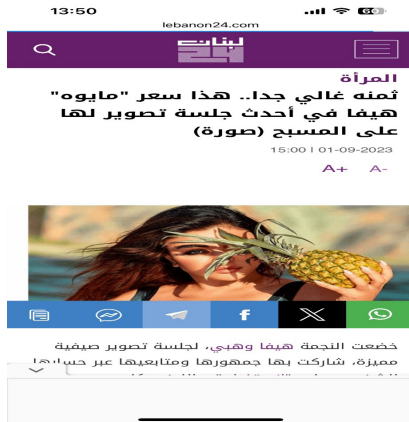 13:50
lebanon24.com
لبنان
24
المرأة
ثمنه غالي جدا.. هذا سعر "مايوه"
هيفا في أحدث جلسة تصوير لها
على المسبح (صورة)
15:00 | 01-09-2023
A+ A-
خضعت النجمة هيفا وهبي، لجلسة تصوير صيفية
مميزة، شاركت بها جمهورها ومتابعيها عبر حسابها